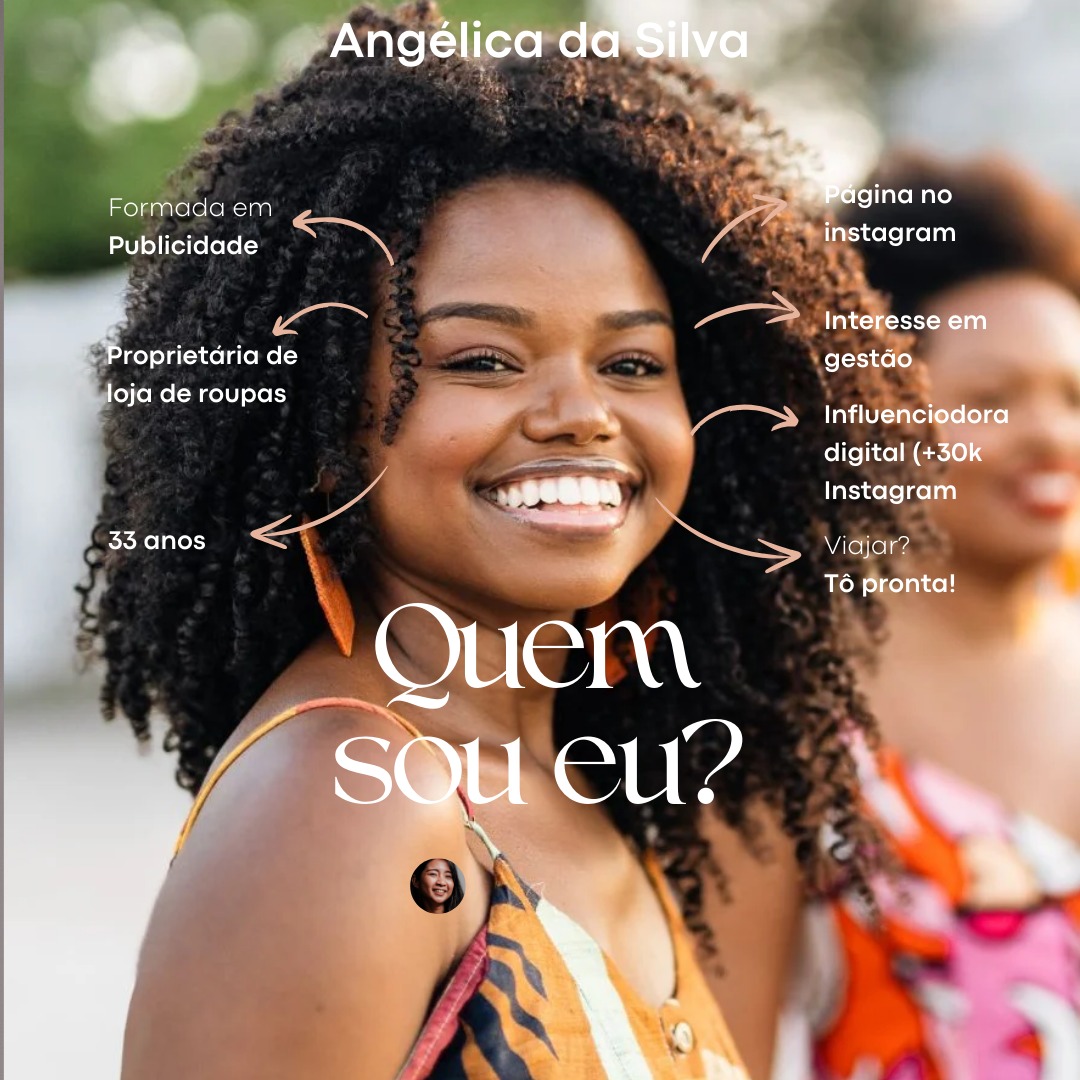 Angélica da Silva
Formada em
Publicidade
Proprietária de
loja de roupas
33 anos
Página no
instagram
Interesse em
gestão
Influenciodora
digital (+30k
Instagram
Viajar?
Tô pronta!
Quem
sou eu?